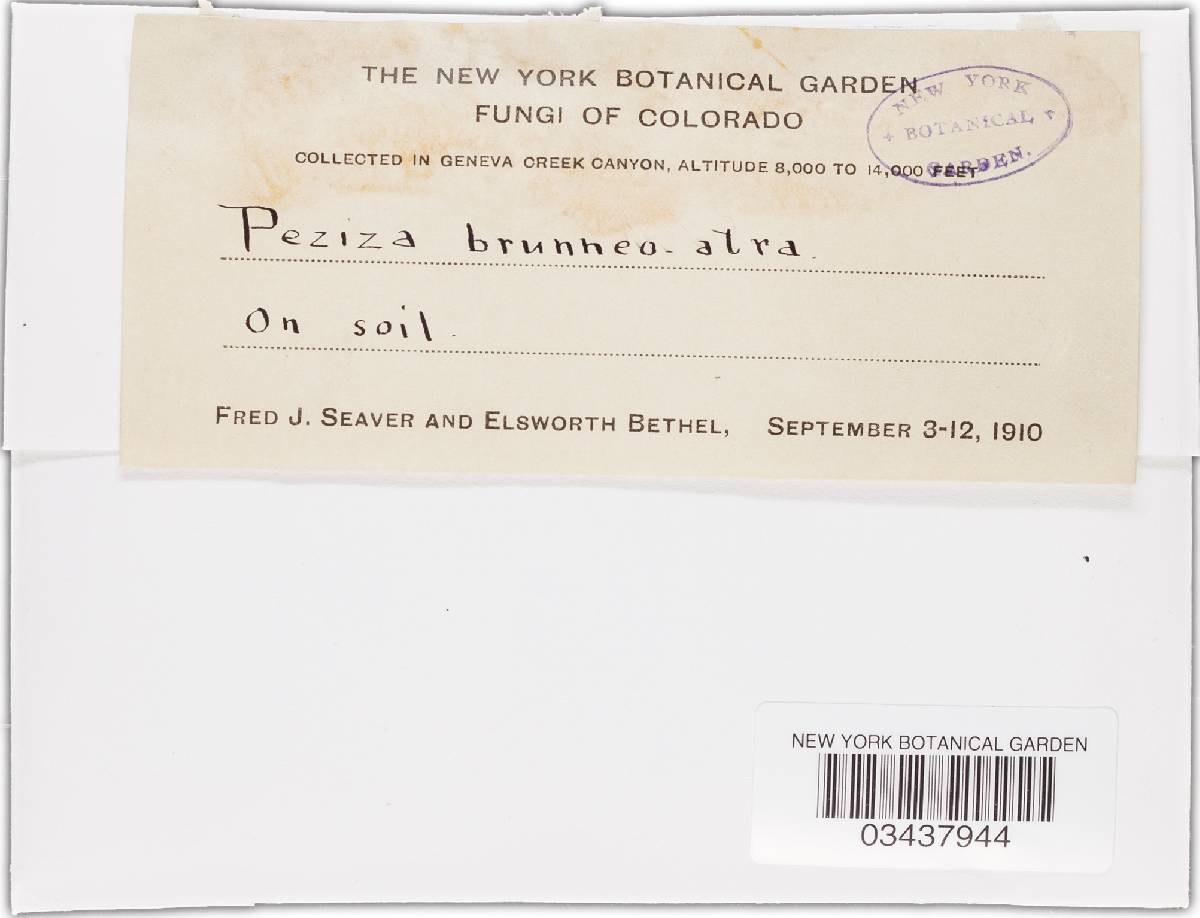 THE NEW YORK BOTANICAL GARDEN
FUNGI OF COLORADO
NEW YORK
BOTANICAL
GARDEN.
COLLECTED IN GENEVA CREEK CANYON, ALTITUDE 8,000 TO 14,000 FEET
Peziza brunneo-atra.
On soil.
FRED J. SEAVER AND ELSWORTH BETHEL, SEPTEMBER 3-12, 1910
NEW YORK BOTANICAL GARDEN
03437944